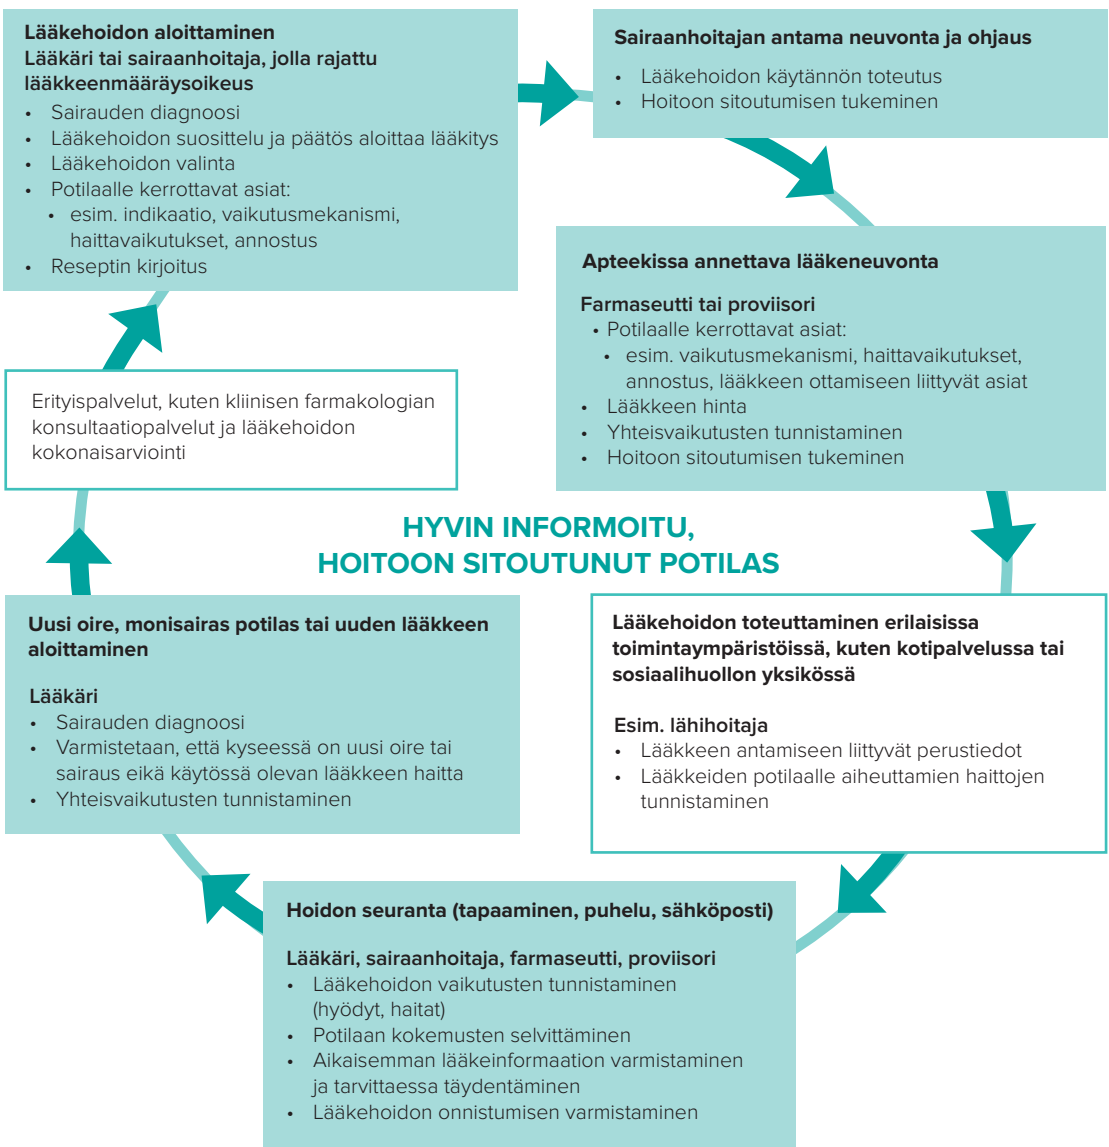 Lääkehoidon aloittaminen
Lääkäri tai sairaanhoitaja, jolla rajattu
lääkkeenmääräysoikeus
• Sairauden diagnoosi
• Lääkehoidon suosittelu ja päätös aloittaa lääkitys
• Lääkehoidon valinta
• Potilaalle kerrottavat asiat:
• esim. indikaatio, vaikutusmekanismi,
haittavaikutukset, annostus
• Reseptin kirjoitus
Sairaanhoitajan antama neuvonta ja ohjaus
• Lääkehoidon käytännön toteutus
• Hoitoon sitoutumisen tukeminen
Apteekissa annettava lääkeneuvonta
Farmaseutti tai proviisori
• Potilaalle kerrottavat asiat:
• esim. vaikutusmekanismi, haittavaikutukset,
annostus, lääkkeen ottamiseen liittyvät asiat
• Lääkkeen hinta
• Yhteisvaikutusten tunnistaminen
• Hoitoon sitoutumisen tukeminen
Erityispalvelut, kuten kliinisen farmakologian
konsultaatiopalvelut ja lääkehoidon
kokonaisarviointi
HYVIN INFORMOITU,
HOITOON SITOUTUNUT POTILAS
Uusi oire, monisairas potilas tai uuden lääkkeen
aloittaminen
Lääkäri
• Sairauden diagnoosi
• Varmistetaan, että kyseessä on uusi oire tai
sairaus eikä käytössä olevan lääkkeen haitta
• Yhteisvaikutusten tunnistaminen
Lääkehoidon toteuttaminen erilaisissa
toimintaympäristöissä, kuten kotipalvelussa tai
sosiaalihuollon yksikössä
Esim. lähihoitaja
• Lääkkeen antamiseen liittyvät perustiedot
• Lääkkeiden potilaalle aiheuttamien haittojen
tunnistaminen
Hoidon seuranta (tapaaminen, puhelu, sähköposti)
Lääkäri, sairaanhoitaja, farmaseutti, proviisori
• Lääkehoidon vaikutusten tunnistaminen
(hyödyt, haitat)
• Potilaan kokemusten selvittäminen
• Aikaisemman lääkeinformaation varmistaminen
ja tarvittaessa täydentäminen
• Lääkehoidon onnistumisen varmistaminen